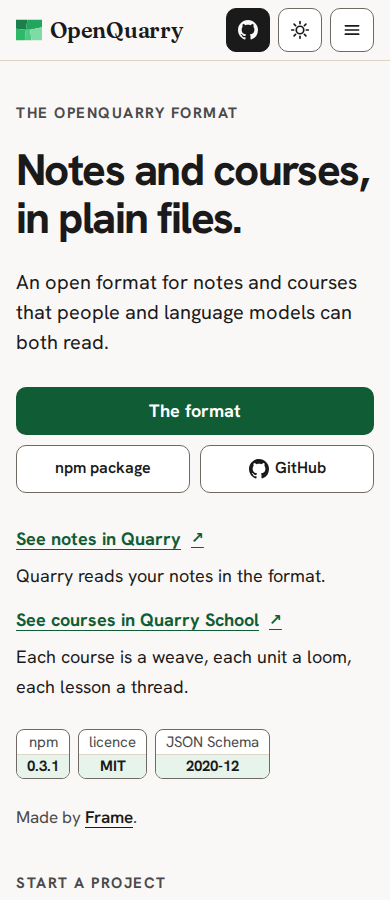 OpenQuarry
THE OPENQUARRY FORMAT
Notes and courses,
in plain files.
An open format for notes and courses
that people and language models can
both read.
The format
npm package
GitHub
See notes in Quarry ↗
Quarry reads your notes in the format.
See courses in Quarry School ↗
Each course is a weave, each unit a loom,
each lesson a thread.
npm
0.3.1
licence
MIT
JSON Schema
2020-12
Made by Frame.
START A PROJECT